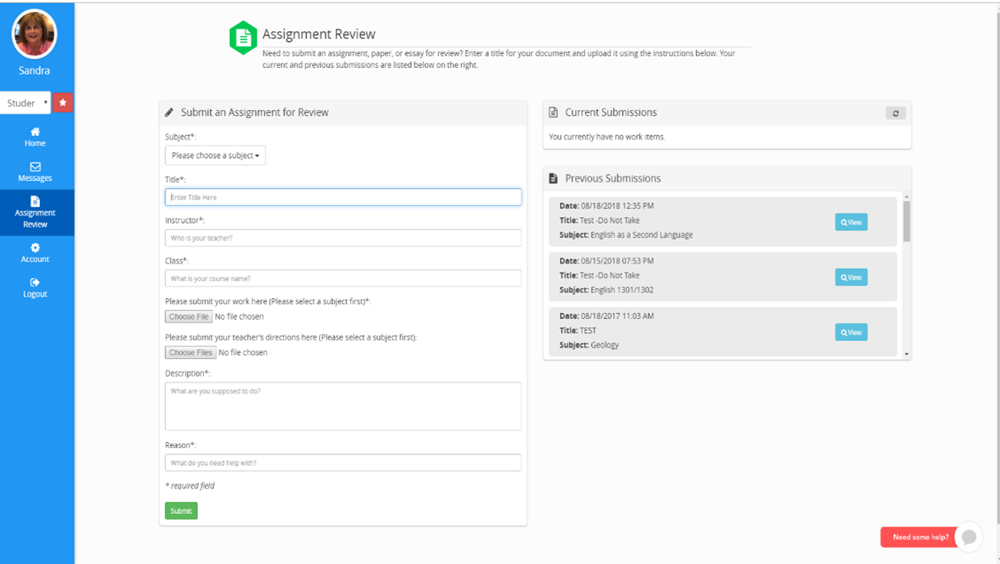 Sandra
Studer
Home
Messages
Assignment
Review
Account
Logout
Assignment Review
Need to submit an assignment, paper, or essay for review? Enter a title for your document and upload it using the instructions below. Your
current and previous submissions are listed below on the right.
Submit an Assignment for Review
Subject*:
Please choose a subject
Title*:
Enter Title Here
Instructor*:
Who is your teacher?
Class*:
What is your course name?
Please submit your work here (Please select a subject first)*:
Choose File No file chosen
Please submit your teacher's directions here (Please select a subject first):
Choose Files No file chosen
Description*:
What are you supposed to do?
Reason*:
What do you need help with?
* required field
Submit
Current Submissions
You currently have no work items.
Previous Submissions
Date: 08/18/2018 12:35 PM
Title: Test -Do Not Take
View
Subject: English as a Second Language
Date: 08/15/2018 07:53 PM
Title: Test -Do Not Take
View
Subject: English 1301/1302
Date: 08/18/2017 11:03 AM
Title: TEST
View
Subject: Geology
Need some help?